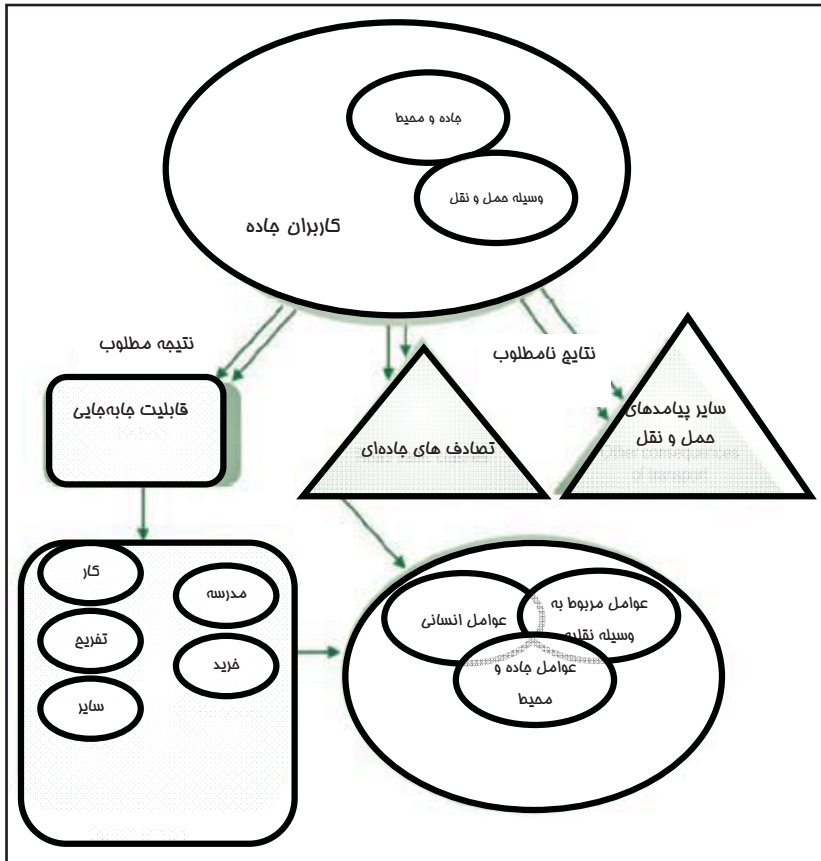 جاده و محیط
وسیله حمل و نقل
کاربران جاده
نتیجه مطلوب
نتایج نامطلوب
قابلیت جابه‌جایی
تصادف های جاده‌ای
سایر پیامدهای
حمل و نقل
Other consequences
of transport
کار
مدرسه
تفریح
خرید
سایر
عوامل انسانی
عوامل مربوط به
وسیله نقلیه
عوامل جاده و
محیط